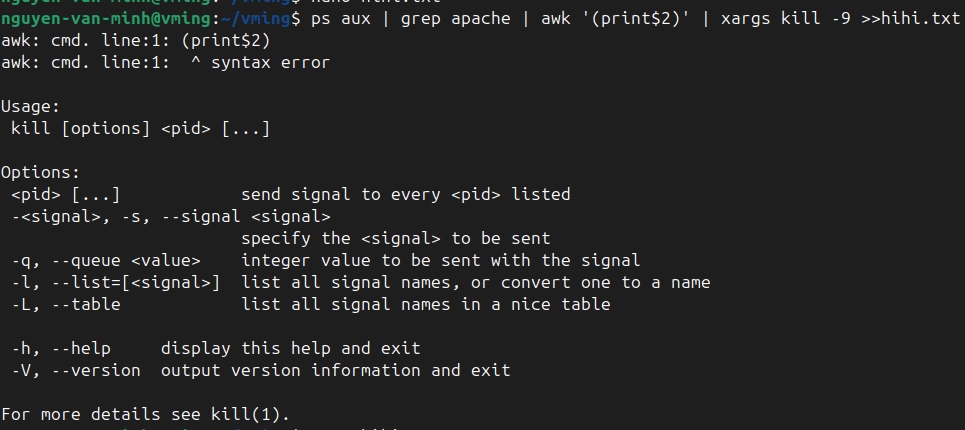 nguyen-van-minh@vming:~/vming$ ps aux | grep apache | awk '(print$2)' | xargs kill -9 >>hihi.txt
awk: cmd. line:1: (print$2)
awk: cmd. line:1:  ^ syntax error
Usage:
 kill [options] <pid> [...]
Options:
 <pid> [...]            send signal to every <pid> listed
 -<signal>, -s, --signal <signal>
                        specify the <signal> to be sent
 -q, --queue <value>    integer value to be sent with the signal
 -l, --list=[<signal>]  list all signal names, or convert one to a name
 -L, --table            list all signal names in a nice table
 -h, --help     display this help and exit
 -V, --version  output version information and exit
For more details see kill(1).